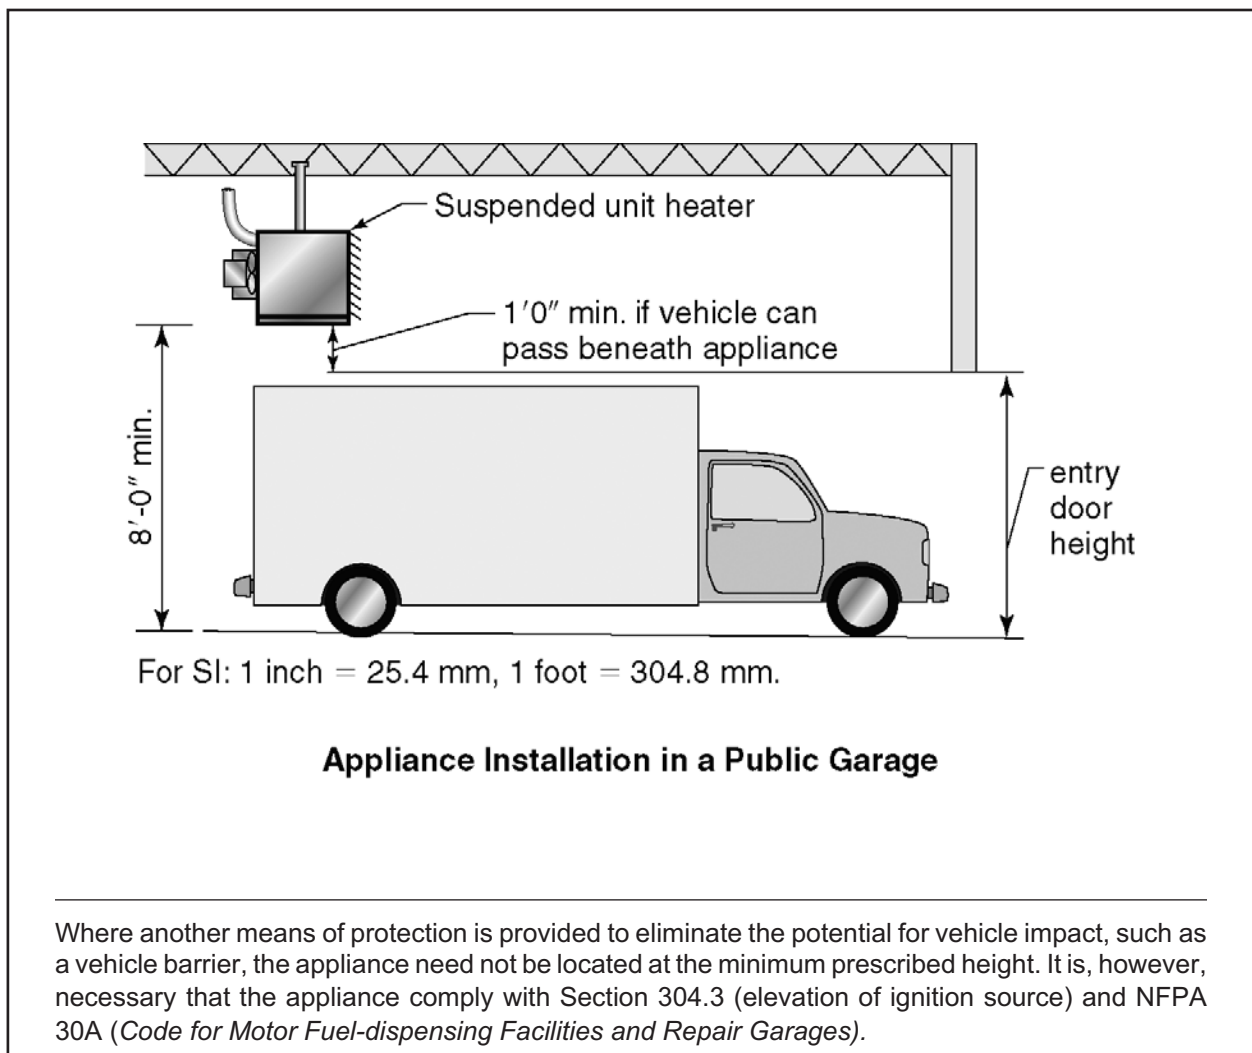 Suspended unit heater
1′0″ min. if vehicle can
pass beneath appliance
8′-0″ min.
entry
door
height
For SI: 1 inch = 25.4 mm, 1 foot = 304.8 mm.
Appliance Installation in a Public Garage
Where another means of protection is provided to eliminate the potential for vehicle impact, such as
a vehicle barrier, the appliance need not be located at the minimum prescribed height. It is, however,
necessary that the appliance comply with Section 304.3 (elevation of ignition source) and NFPA
30A (Code for Motor Fuel-dispensing Facilities and Repair Garages).